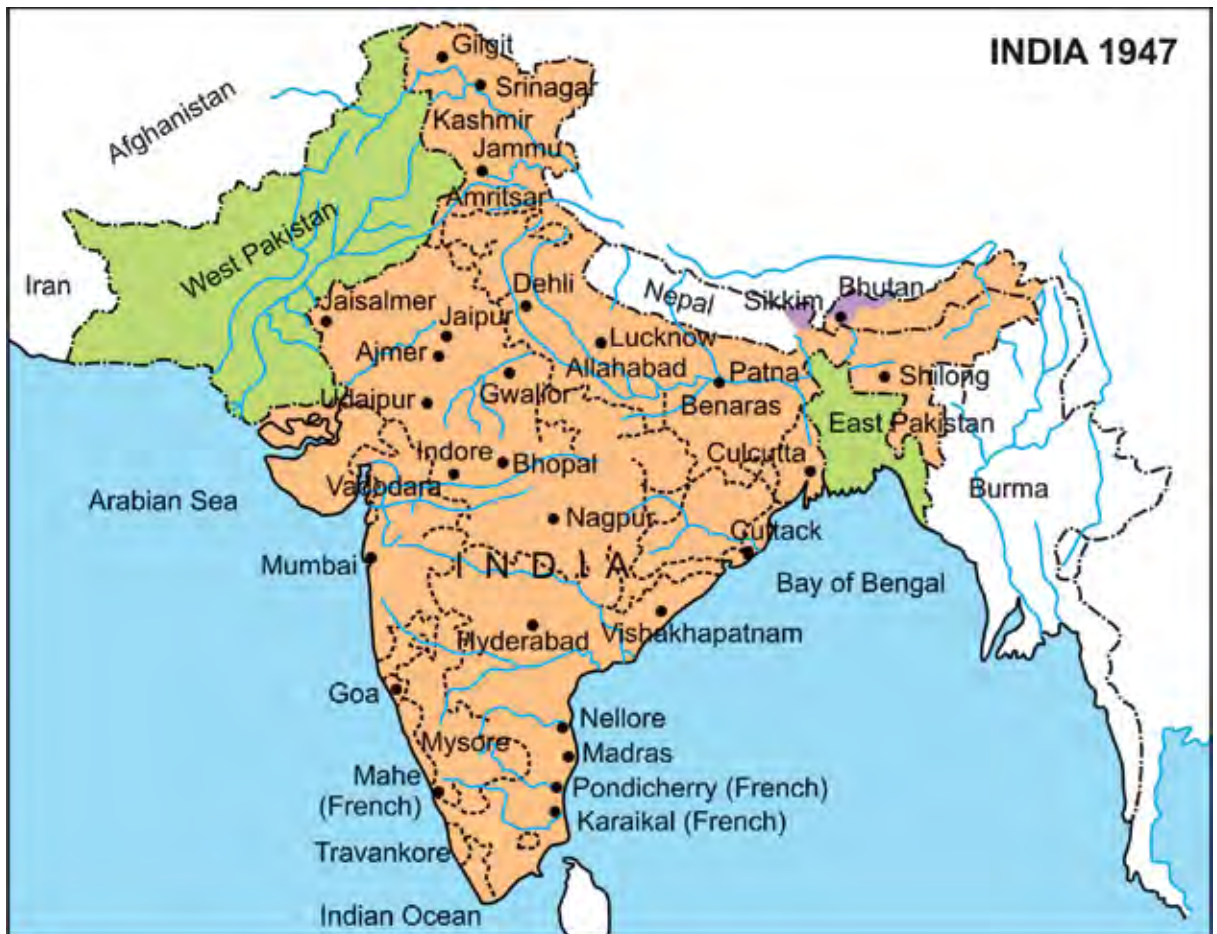 INDIA 1947
Gilgit
Srinagar
Afghanistan
Kashmir
Jammu
Amritsar
West Pakistan
Iran
Dehli
Nepal
Sikkim
Bhutan
Jaisalmer
Jaipur
Lucknow
Ajmer
Allahabad
Patna
Shilong
Gwalior
Udaipur
Benaras
East Pakistan
Indore
Bhopal
Culcutta
Vadodara
Burma
Arabian Sea
Nagpur
Cuttack
Mumbai
INDIA
Bay of Bengal
Hyderabad
Vishakhapatnam
Goa
Nellore
Mysore
Madras
Mahe
(French)
Pondicherry (French)
Karaikal (French)
Travankore
Indian Ocean